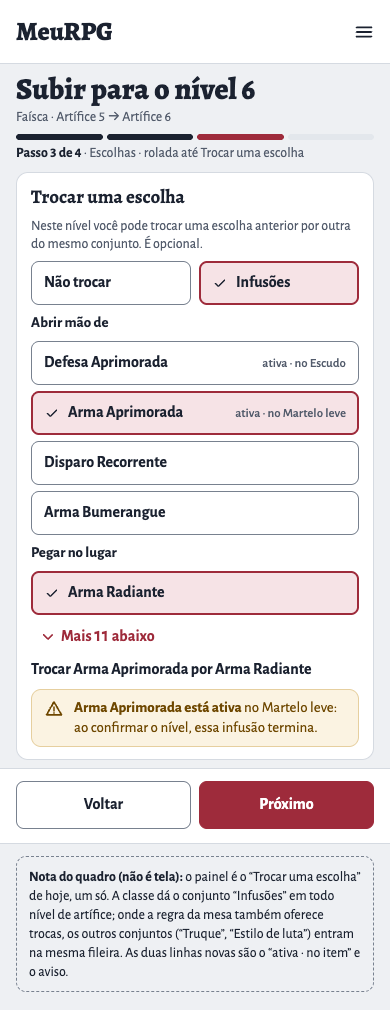 MeuRPG
Subir para o nível 6
Faísca · Artífice 5 → Artífice 6
Passo 3 de 4 · Escolhas · rolada até Trocar uma escolha
Trocar uma escolha
Neste nível você pode trocar uma escolha anterior por outra
do mesmo conjunto. É opcional.
Não trocar
Infusões
Abrir mão de
Defesa Aprimorada
ativa · no Escudo
Arma Aprimorada
ativa · no Martelo leve
Disparo Recorrente
Arma Bumerangue
Pegar no lugar
Arma Radiante
Mais 11 abaixo
Trocar Arma Aprimorada por Arma Radiante
Arma Aprimorada está ativa no Martelo leve:
ao confirmar o nível, essa infusão termina.
Voltar
Próximo
Nota do quadro (não é tela): o painel é o “Trocar uma escolha”
de hoje, um só. A classe dá o conjunto “Infusões” em todo
nível de artífice; onde a regra da mesa também oferece
trocas, os outros conjuntos (“Truque”, “Estilo de luta”) entram
na mesma fileira. As duas linhas novas são o “ativa · no item” e
o aviso.